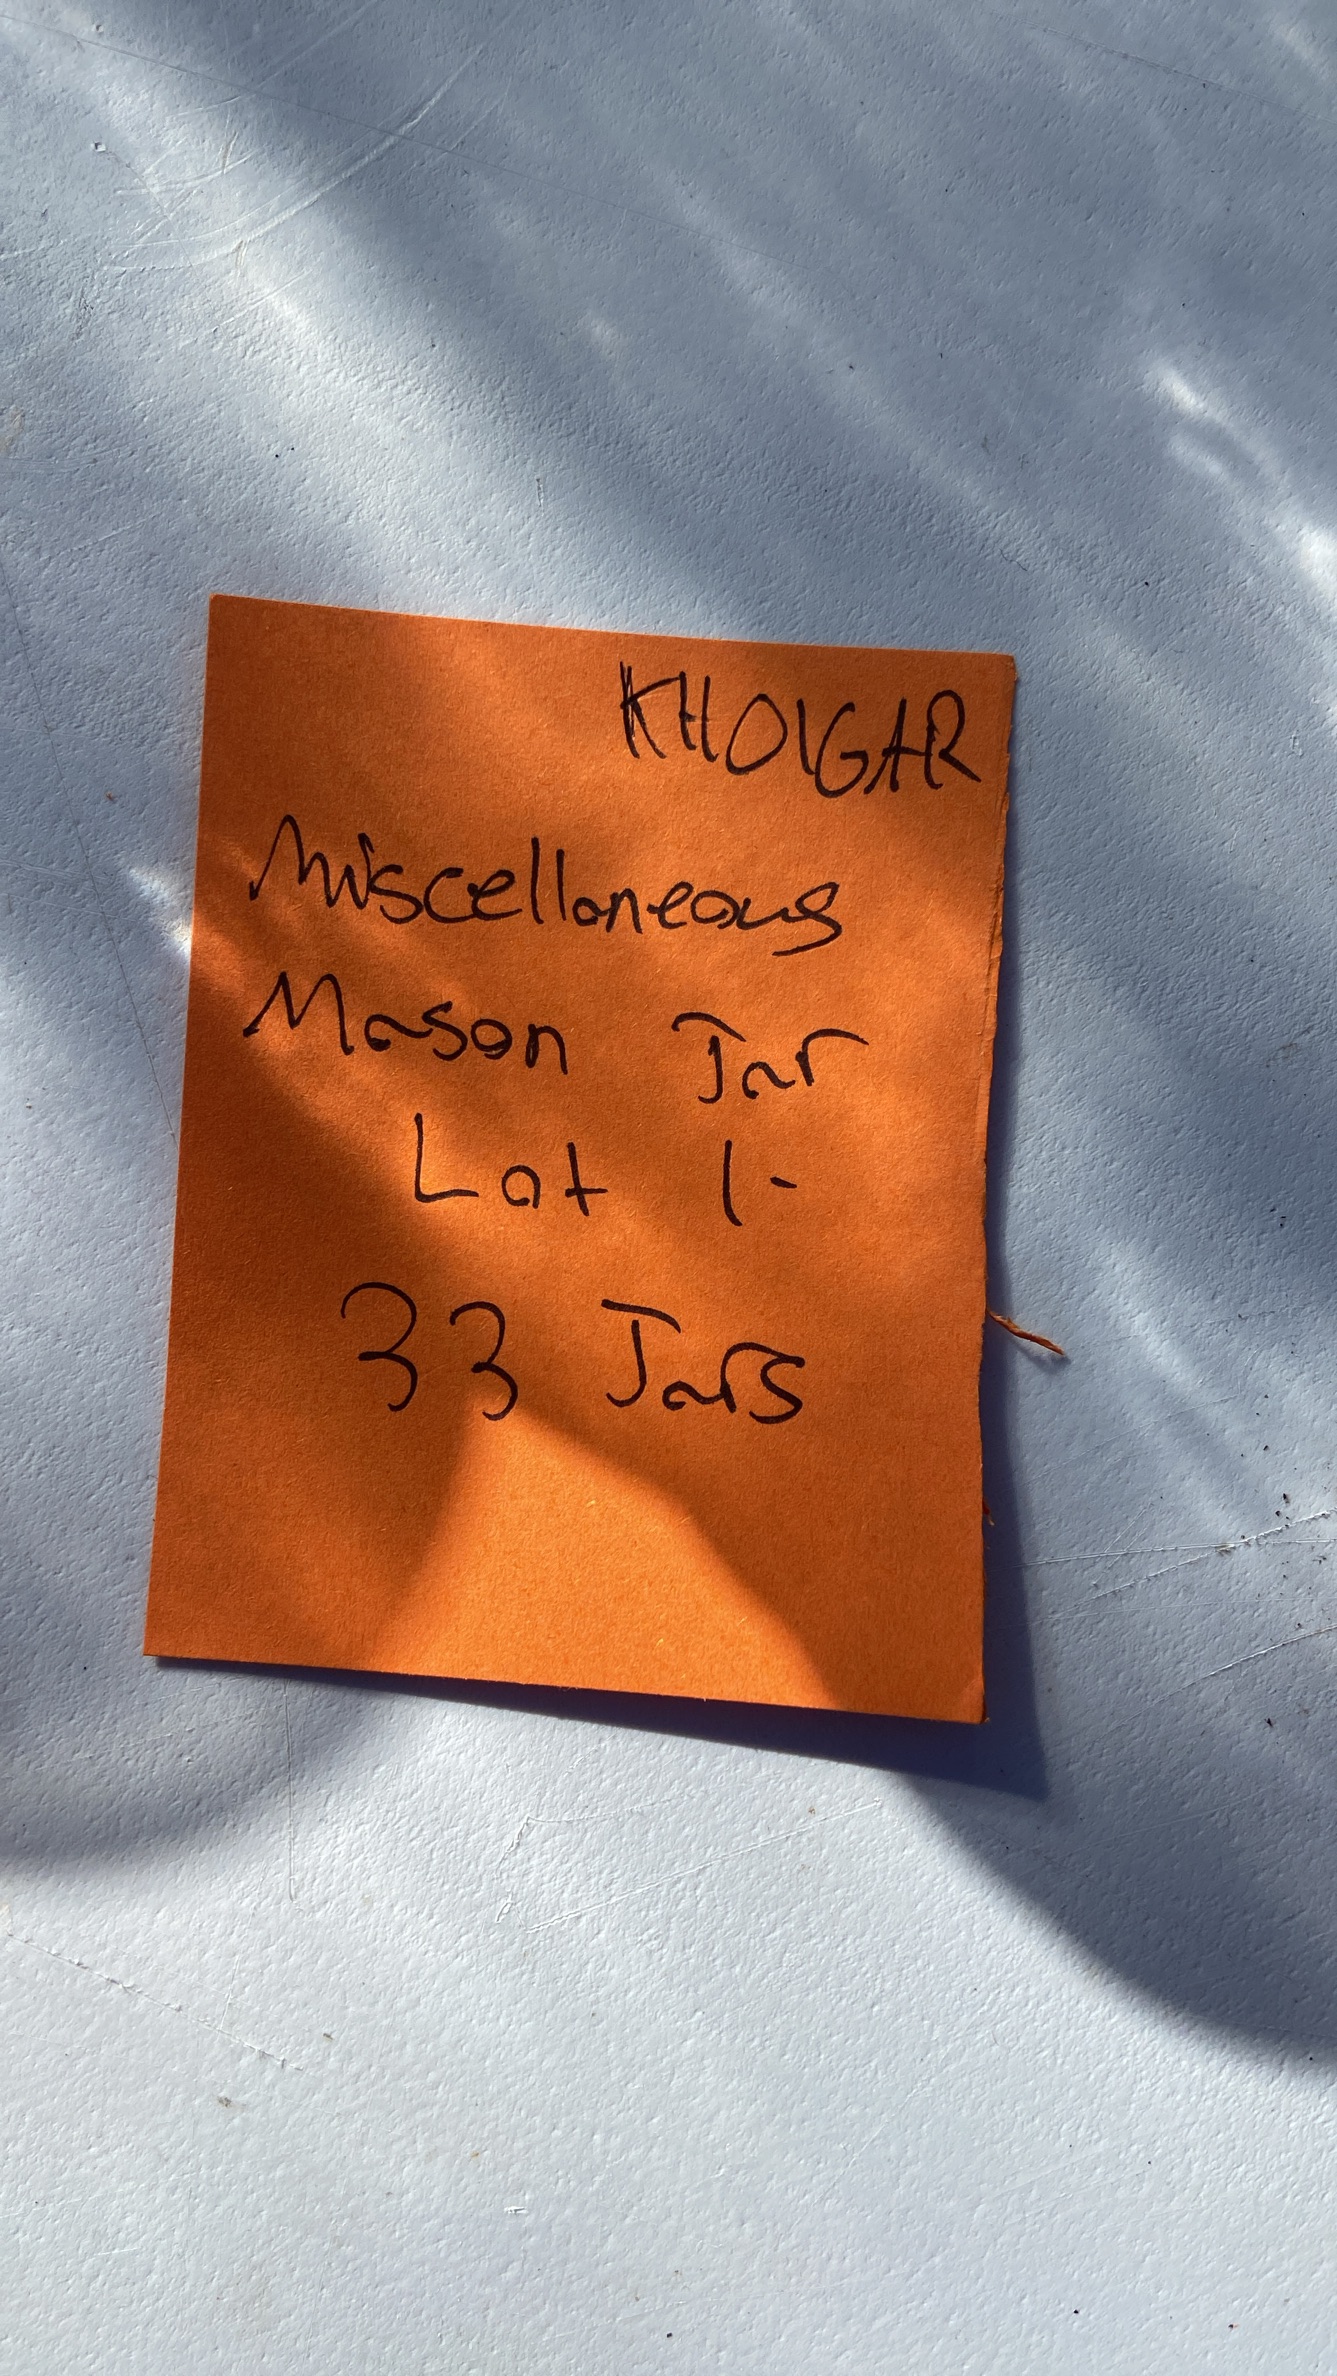 KHOIGAR
Miscellaneous
Mason Jar
Lot 1-
33 Jars